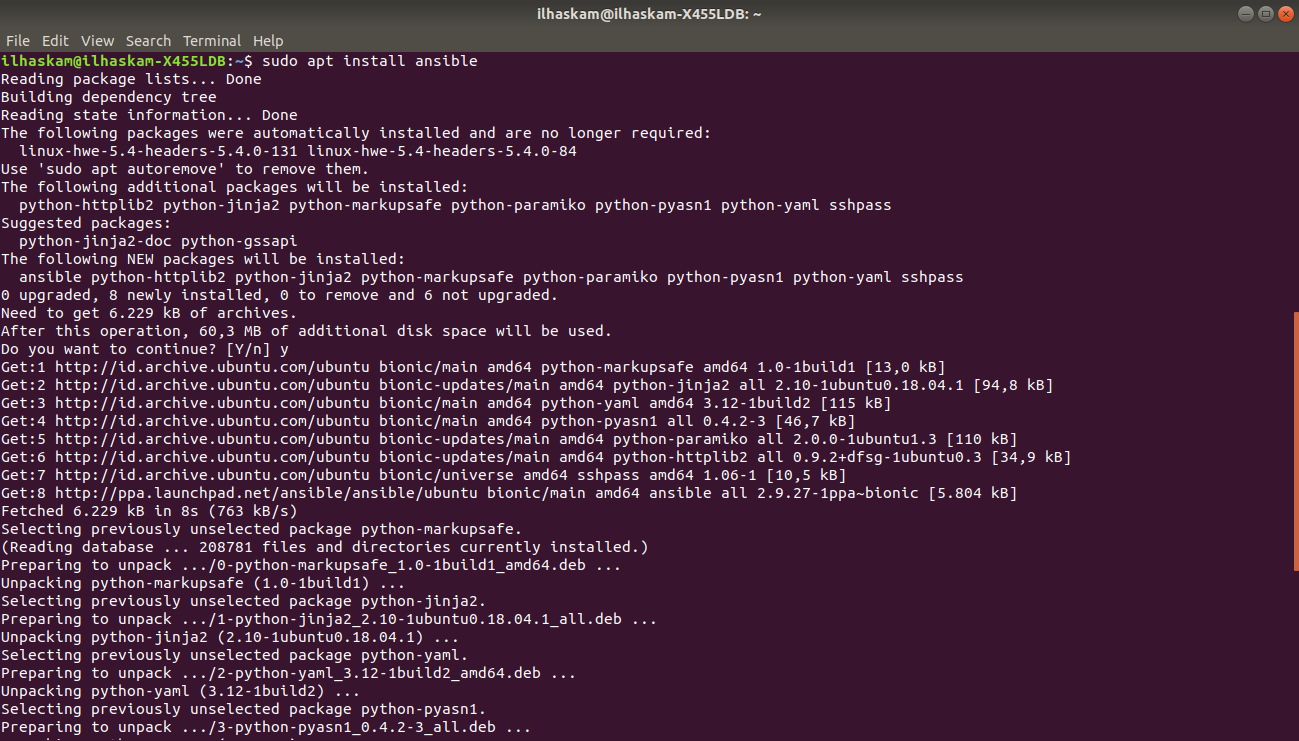 ilhaskam@ilhaskam-X455LDB: ~
File Edit View Search Terminal Help
ilhaskam@ilhaskam-X455LDB:~$ sudo apt install ansible
Reading package lists... Done
Building dependency tree
Reading state information... Done
The following packages were automatically installed and are no longer required:
  linux-hwe-5.4-headers-5.4.0-131 linux-hwe-5.4-headers-5.4.0-84
Use 'sudo apt autoremove' to remove them.
The following additional packages will be installed:
  python-httplib2 python-jinja2 python-markupsafe python-paramiko python-pyasn1 python-yaml sshpass
Suggested packages:
  python-jinja2-doc python-gssapi
The following NEW packages will be installed:
  ansible python-httplib2 python-jinja2 python-markupsafe python-paramiko python-pyasn1 python-yaml sshpass
0 upgraded, 8 newly installed, 0 to remove and 6 not upgraded.
Need to get 6.229 kB of archives.
After this operation, 60,3 MB of additional disk space will be used.
Do you want to continue? [Y/n] y
Get:1 http://id.archive.ubuntu.com/ubuntu bionic/main amd64 python-markupsafe amd64 1.0-1build1 [13,0 kB]
Get:2 http://id.archive.ubuntu.com/ubuntu bionic-updates/main amd64 python-jinja2 all 2.10-1ubuntu0.18.04.1 [94,8 kB]
Get:3 http://id.archive.ubuntu.com/ubuntu bionic/main amd64 python-yaml amd64 3.12-1build2 [115 kB]
Get:4 http://id.archive.ubuntu.com/ubuntu bionic/main amd64 python-pyasn1 all 0.4.2-3 [46,7 kB]
Get:5 http://id.archive.ubuntu.com/ubuntu bionic-updates/main amd64 python-paramiko all 2.0.0-1ubuntu1.3 [110 kB]
Get:6 http://id.archive.ubuntu.com/ubuntu bionic-updates/main amd64 python-httplib2 all 0.9.2+dfsg-1ubuntu0.3 [34,9 kB]
Get:7 http://id.archive.ubuntu.com/ubuntu bionic/universe amd64 sshpass amd64 1.06-1 [10,5 kB]
Get:8 http://ppa.launchpad.net/ansible/ansible/ubuntu bionic/main amd64 ansible all 2.9.27-1ppa~bionic [5.804 kB]
Fetched 6.229 kB in 8s (763 kB/s)
Selecting previously unselected package python-markupsafe.
(Reading database ... 208781 files and directories currently installed.)
Preparing to unpack .../0-python-markupsafe_1.0-1build1_amd64.deb ...
Unpacking python-markupsafe (1.0-1build1) ...
Selecting previously unselected package python-jinja2.
Preparing to unpack .../1-python-jinja2_2.10-1ubuntu0.18.04.1_all.deb ...
Unpacking python-jinja2 (2.10-1ubuntu0.18.04.1) ...
Selecting previously unselected package python-yaml.
Preparing to unpack .../2-python-yaml_3.12-1build2_amd64.deb ...
Unpacking python-yaml (3.12-1build2) ...
Selecting previously unselected package python-pyasn1.
Preparing to unpack .../3-python-pyasn1_0.4.2-3_all.deb ...